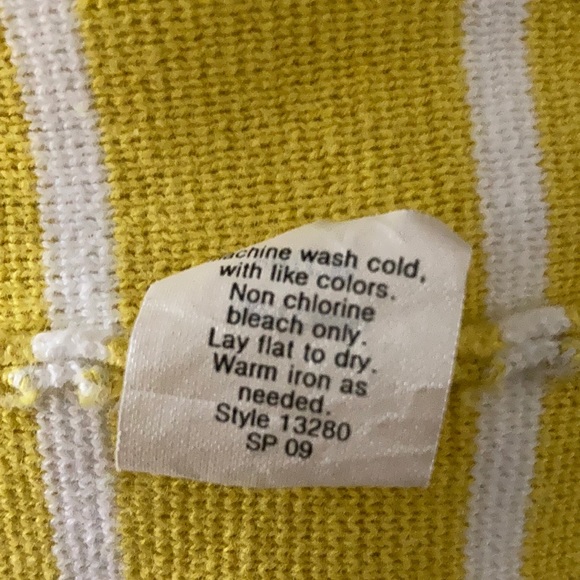 Machine wash cold,
with like colors.
Non chlorine
bleach only.
Lay flat to dry.
Warm iron as
needed.
Style 13280
SP 09